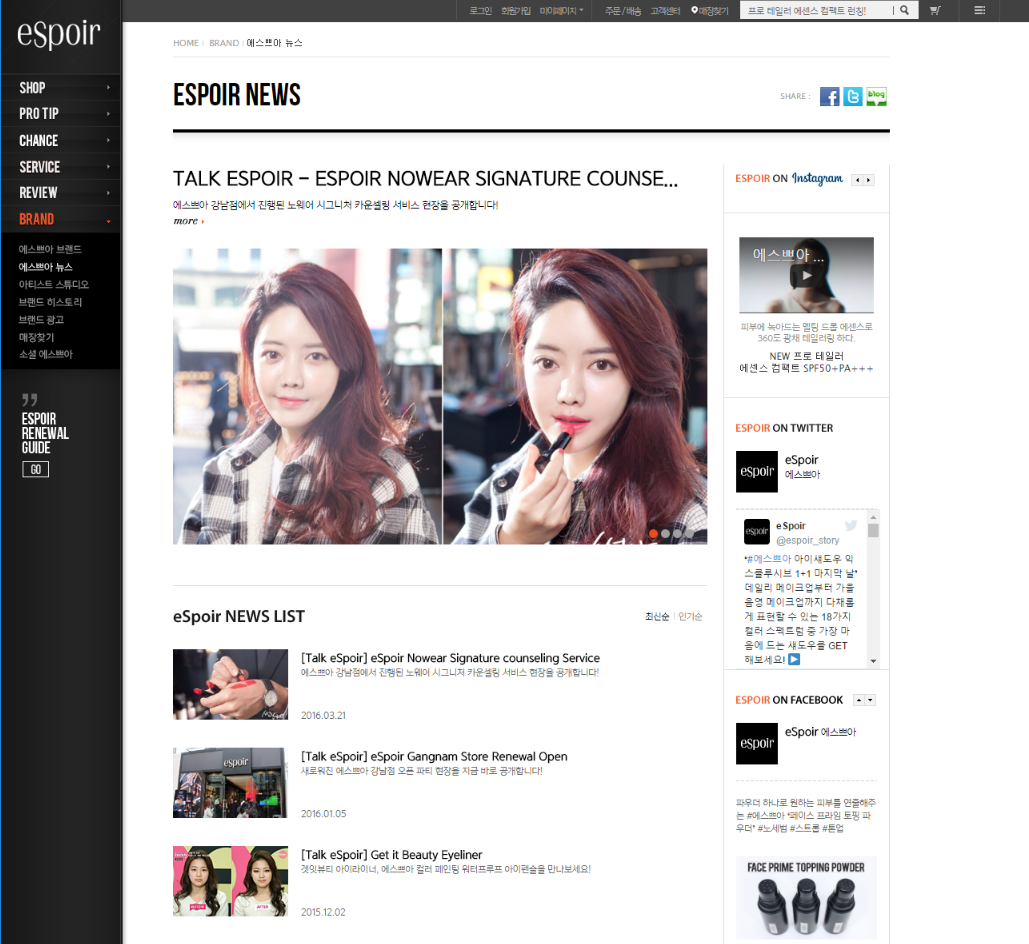 eSpoir
로그인 회원가입 마이페이지 주문/배송 고객센터 매장찾기 프로 테일러 에센스 컴팩트 런칭!
SHOP
PRO TIP
CHANCE
SERVICE
REVIEW
BRAND
에스쁘아 브랜드
에스쁘아 뉴스
아티스트 스튜디오
브랜드 히스토리
브랜드 광고
매장찾기
소셜 에스쁘아
ESPOIR
RENEWAL
GUIDE
GO
HOME | BRAND | 에스쁘아 뉴스
ESPOIR NEWS
SHARE :
blog
TALK ESPOIR – ESPOIR NOWEAR SIGNATURE COUNSE...
에스쁘아 강남점에서 진행된 노웨어 시그니처 카운셀링 서비스 현장을 공개합니다!
more
eSpoir NEWS LIST
최신순 | 인기순
[Talk eSpoir] eSpoir Nowear Signature counseling Service
에스쁘아 강남점에서 진행된 노웨어 시그니처 카운셀링 서비스 현장을 공개합니다!
2016.03.21
espoir
[Talk eSpoir] eSpoir Gangnam Store Renewal Open
새로워진 에스쁘아 강남점 오픈 파티 현장을 지금 바로 공개합니다!
2016.01.05
AFTER
[Talk eSpoir] Get it Beauty Eyeliner
겟잇뷰티 아이라이너, 에스쁘아 컬러 페인팅 워터프루프 아이펜슬을 만나보세요!
2015.12.02
ESPOIR ON Instagram
에스쁘아 ...
피부에 녹아드는 멜팅 드롭 에센스로
360도 광채 테일러링 하다.
NEW 프로 테일러
에센스 컴팩트 SPF50+PA+++
ESPOIR ON TWITTER
eSpoir
eSpoir
에스쁘아
eSpoir
eSpoir
@espoir_story
*#에스쁘아 아이섀도우 익
스클루시브 1+1 마지막 날*
데일리 메이크업부터 가을
음영 메이크업까지 다채롭
게 표현할 수 있는 18가지
컬러 스펙트럼 중 가장 마
음에 드는 섀도우를 GET
해보세요!
ESPOIR ON FACEBOOK
eSpoir
eSpoir 에스쁘아
파우더 하나로 원하는 피부를 연출해주
는 #에스쁘아 *페이스 프라임 토핑 파
우더* #노세범 #스트롭 #톤업
FACE PRIME TOPPING POWDER